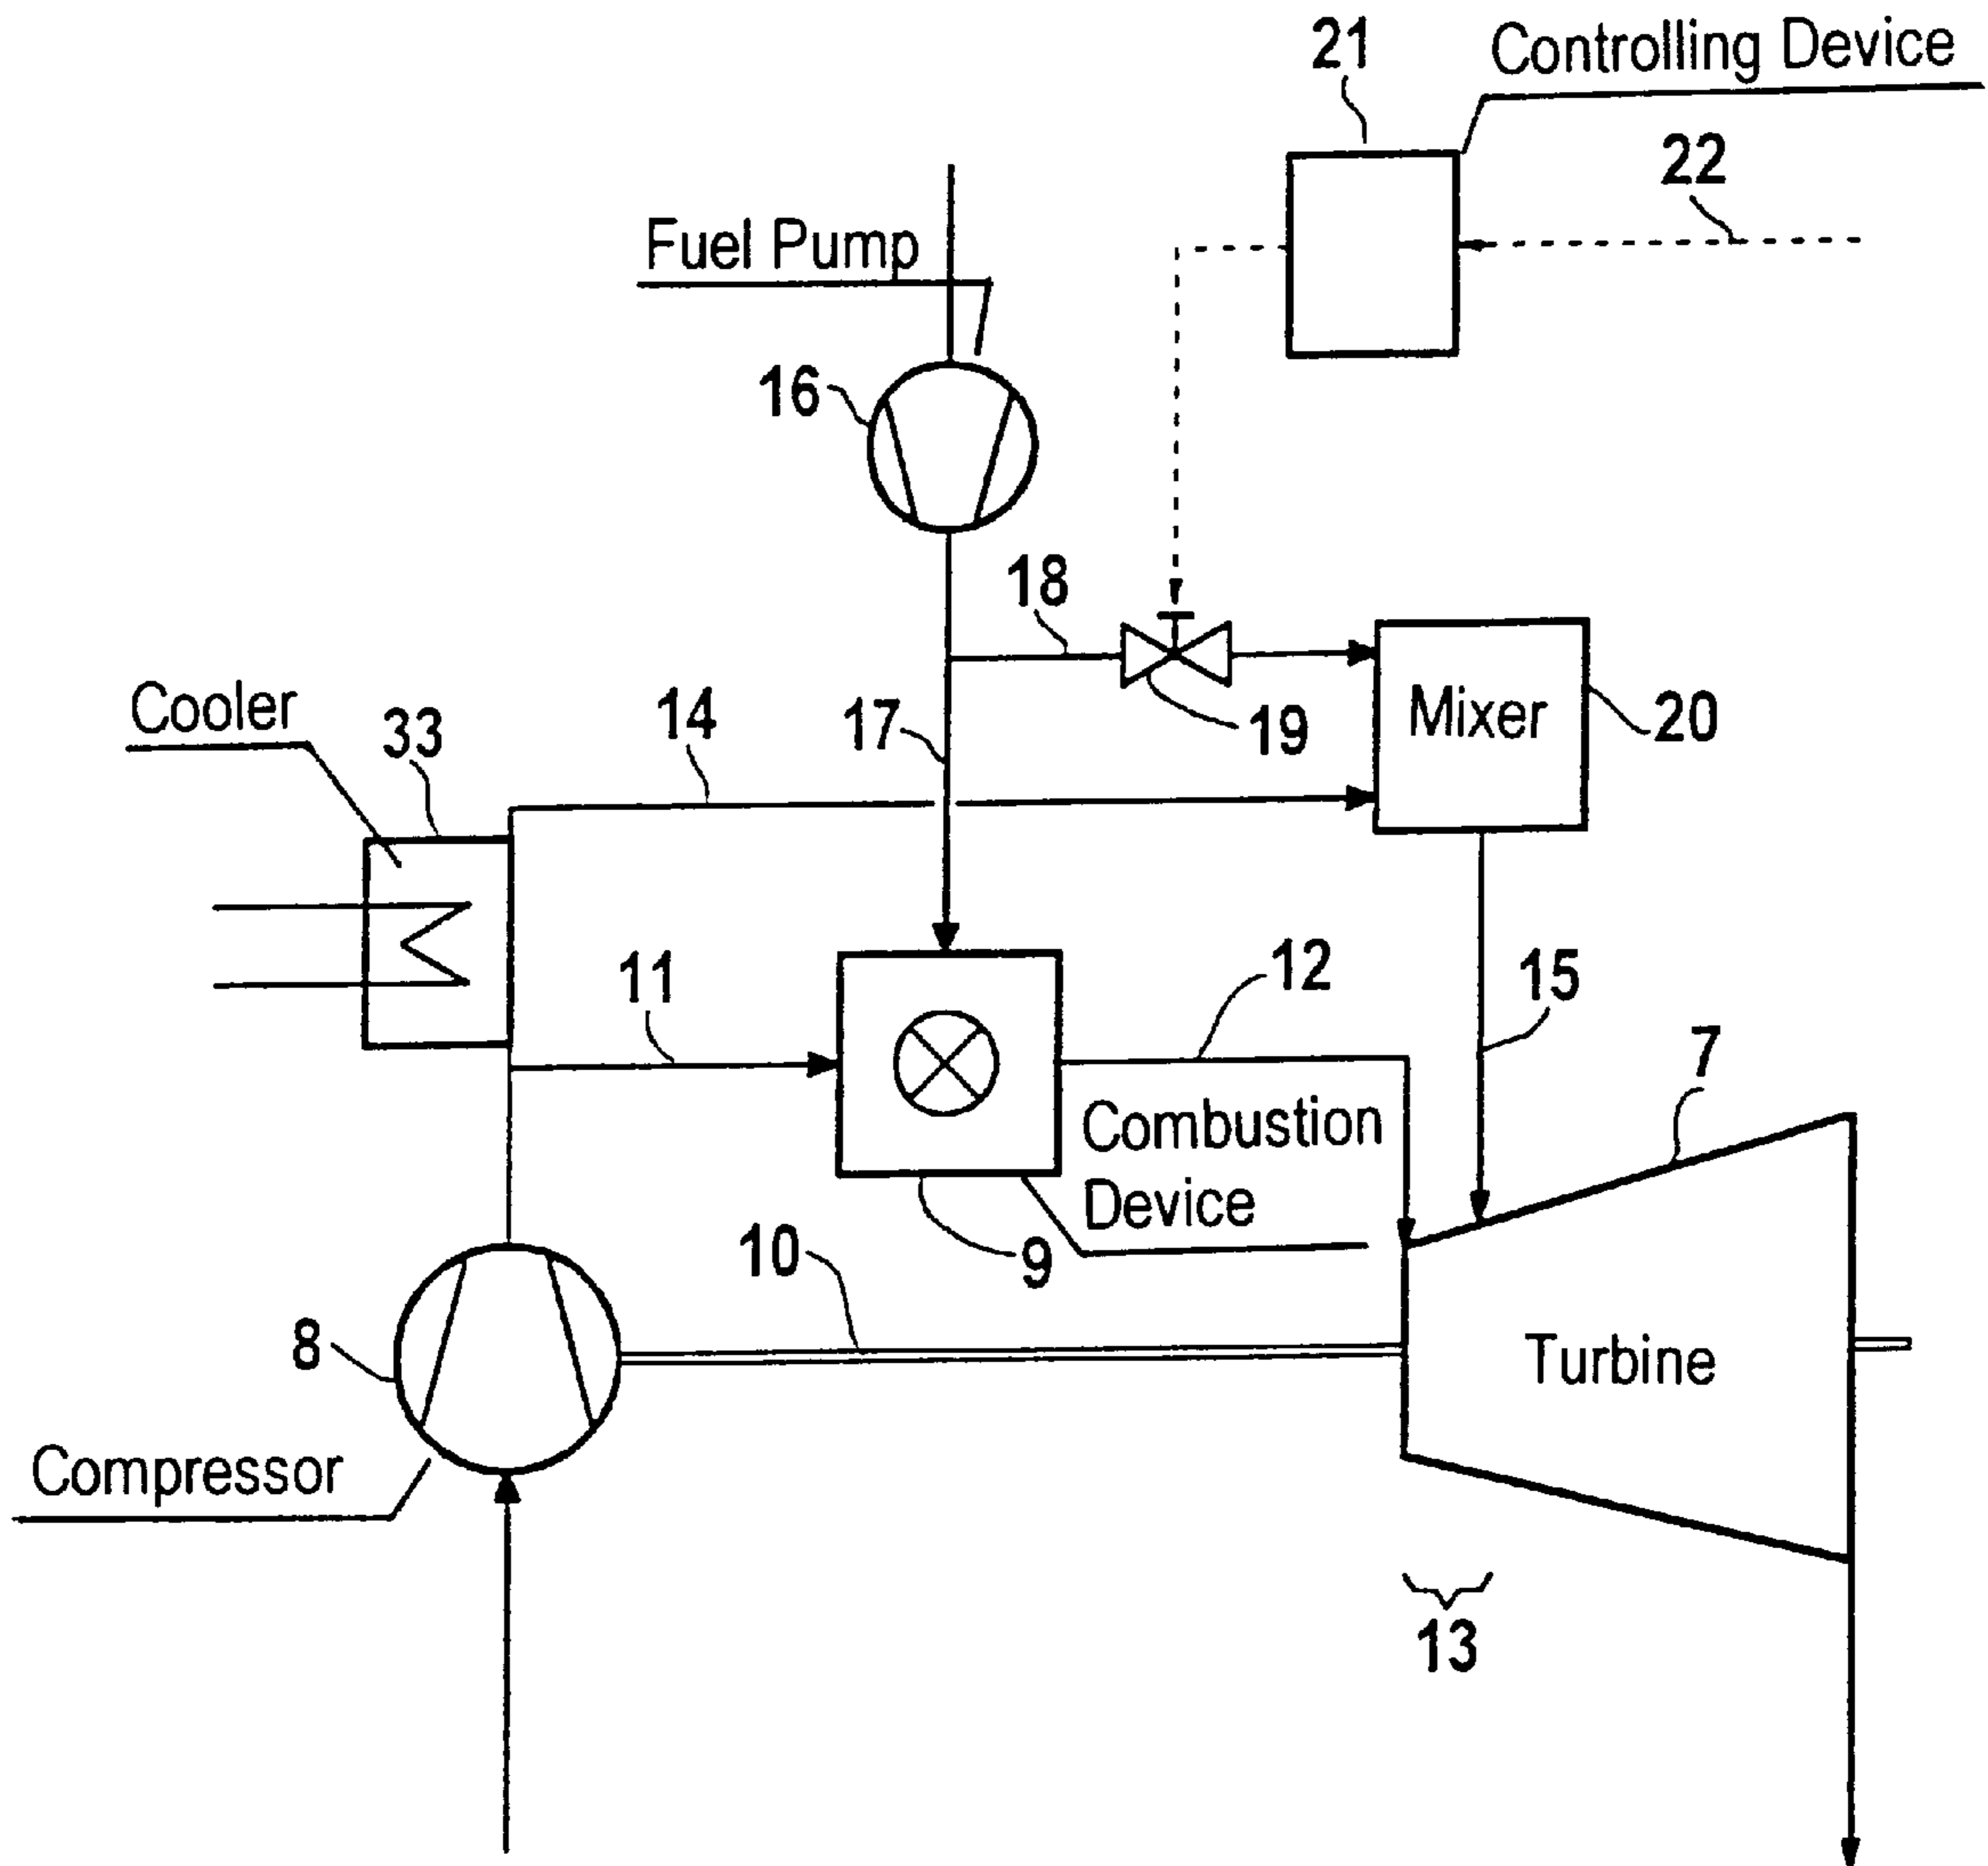 21
Controlling Device
22
Fuel Pump
16
18
Cooler
33
14
17
19
Mixer
20
11
12
15
7
Combustion
Device
10
9
8
Turbine
Compressor
13